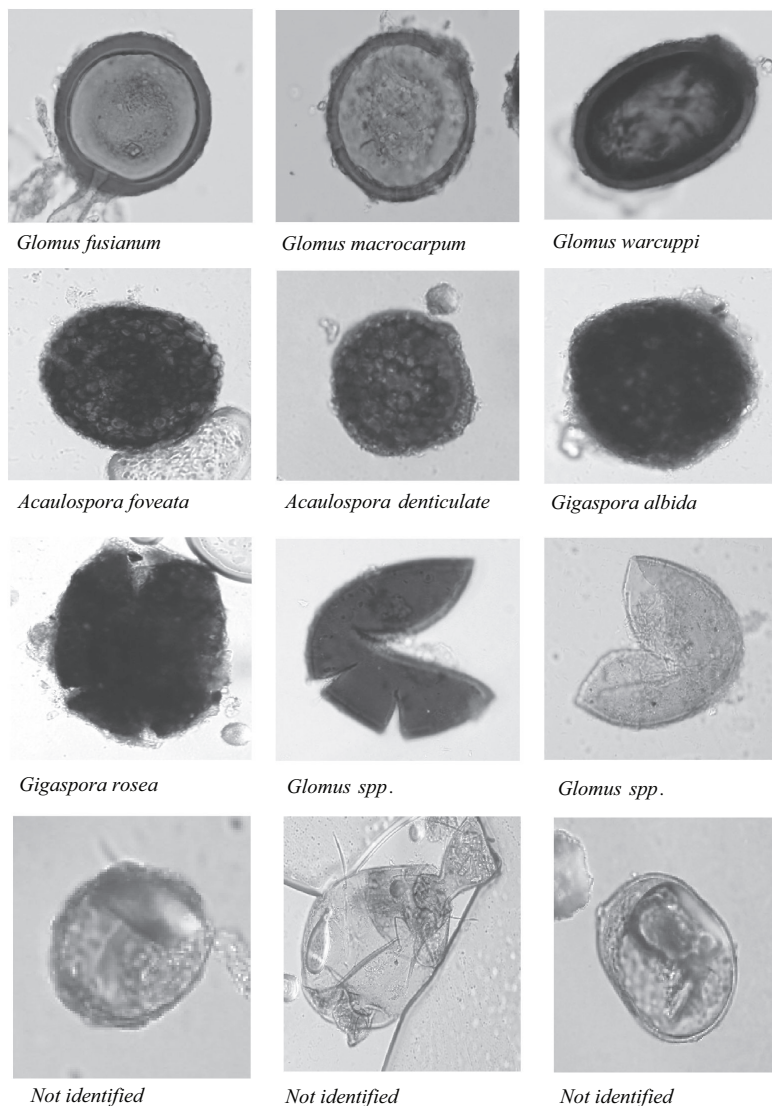 Glomus fusianum
Glomus macrocarpum
Glomus warcuppi
Acaulospora foveata
Acaulospora denticulate
Gigaspora albida
Gigaspora rosea
Glomus spp.
Glomus spp.
Not identified
Not identified
Not identified